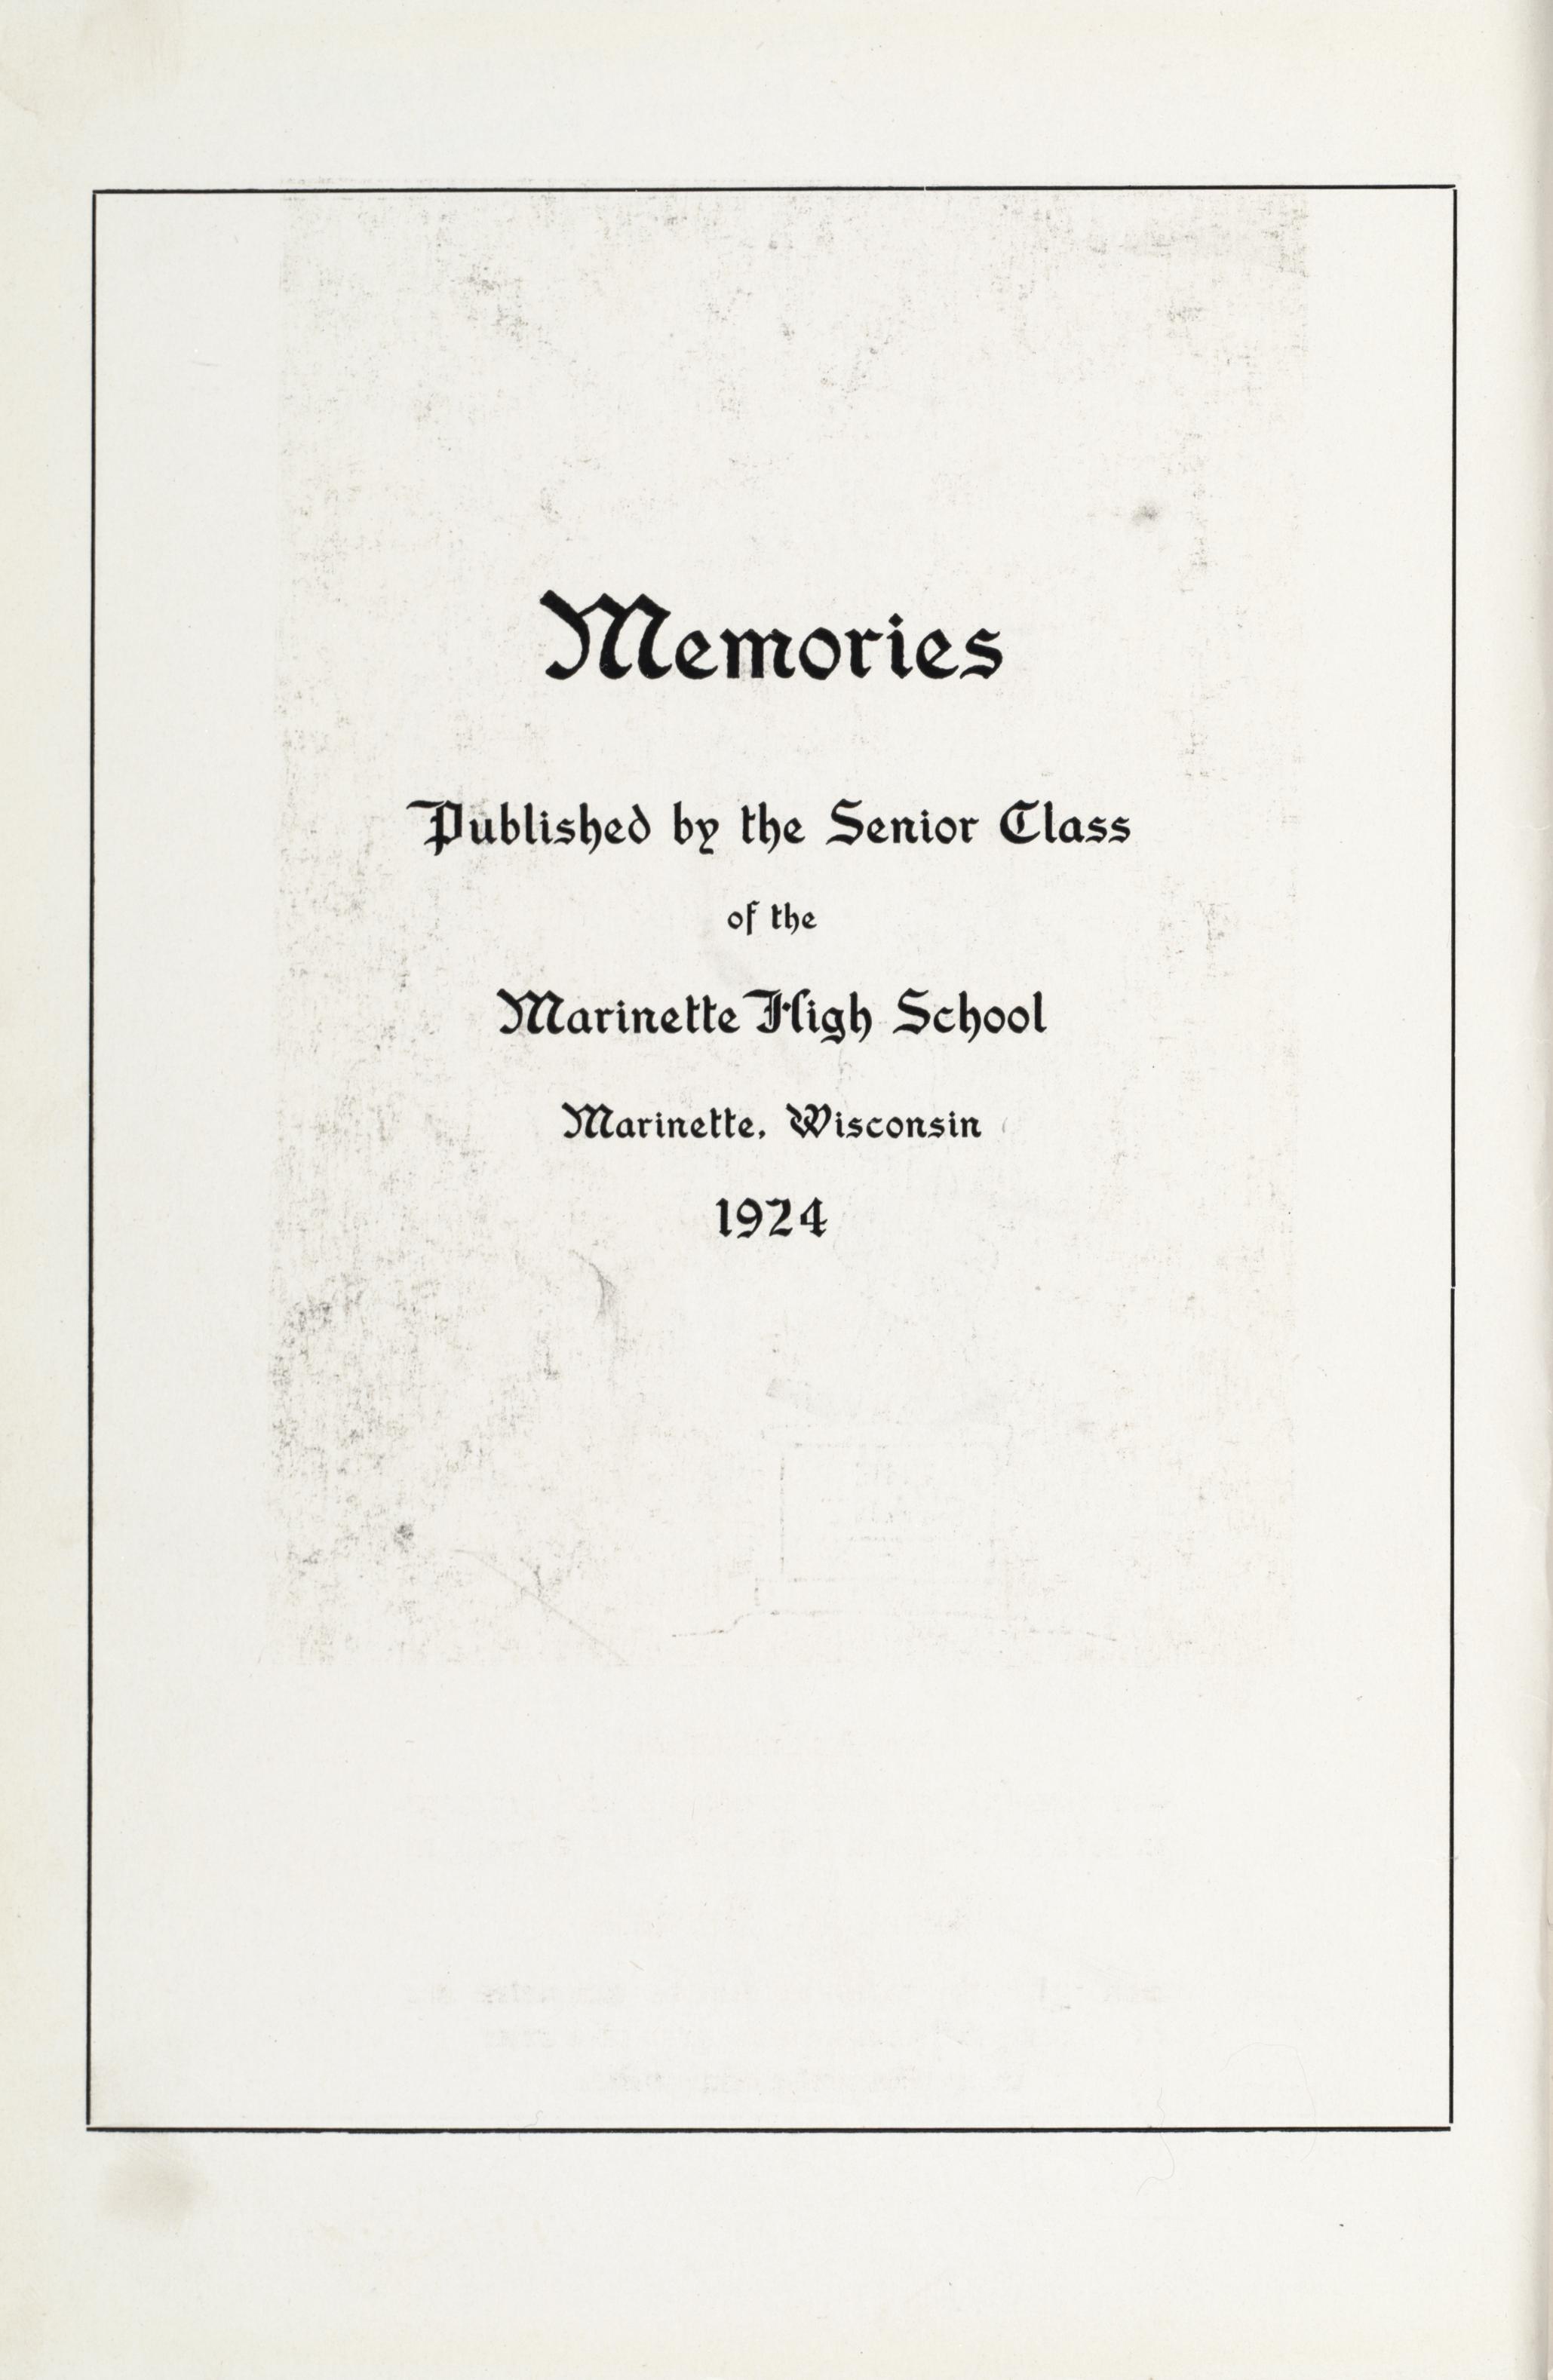 Memories
Published by the Senior Class
of the
Marinette High School
Marinette, Wisconsin
1924